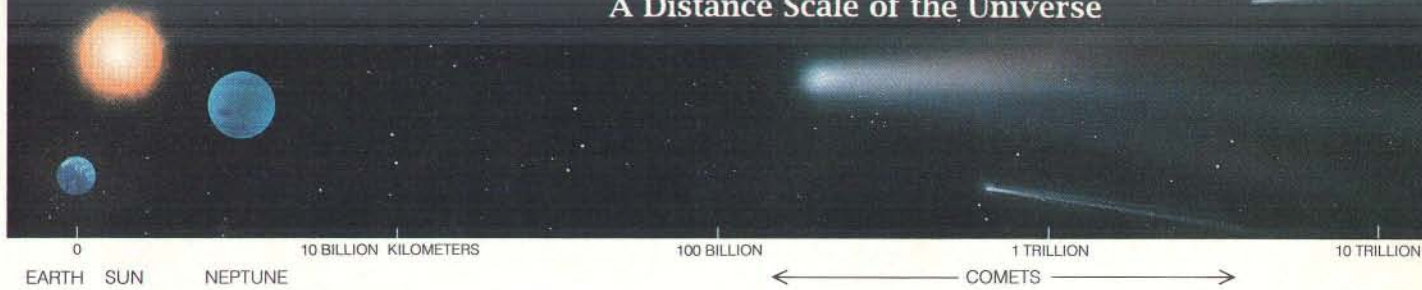 A Distance Scale of the Universe
0 10 BILLION KILOMETERS 100 BILLION 1 TRILLION 10 TRILLION
EARTH SUN NEPTUNE COMETS